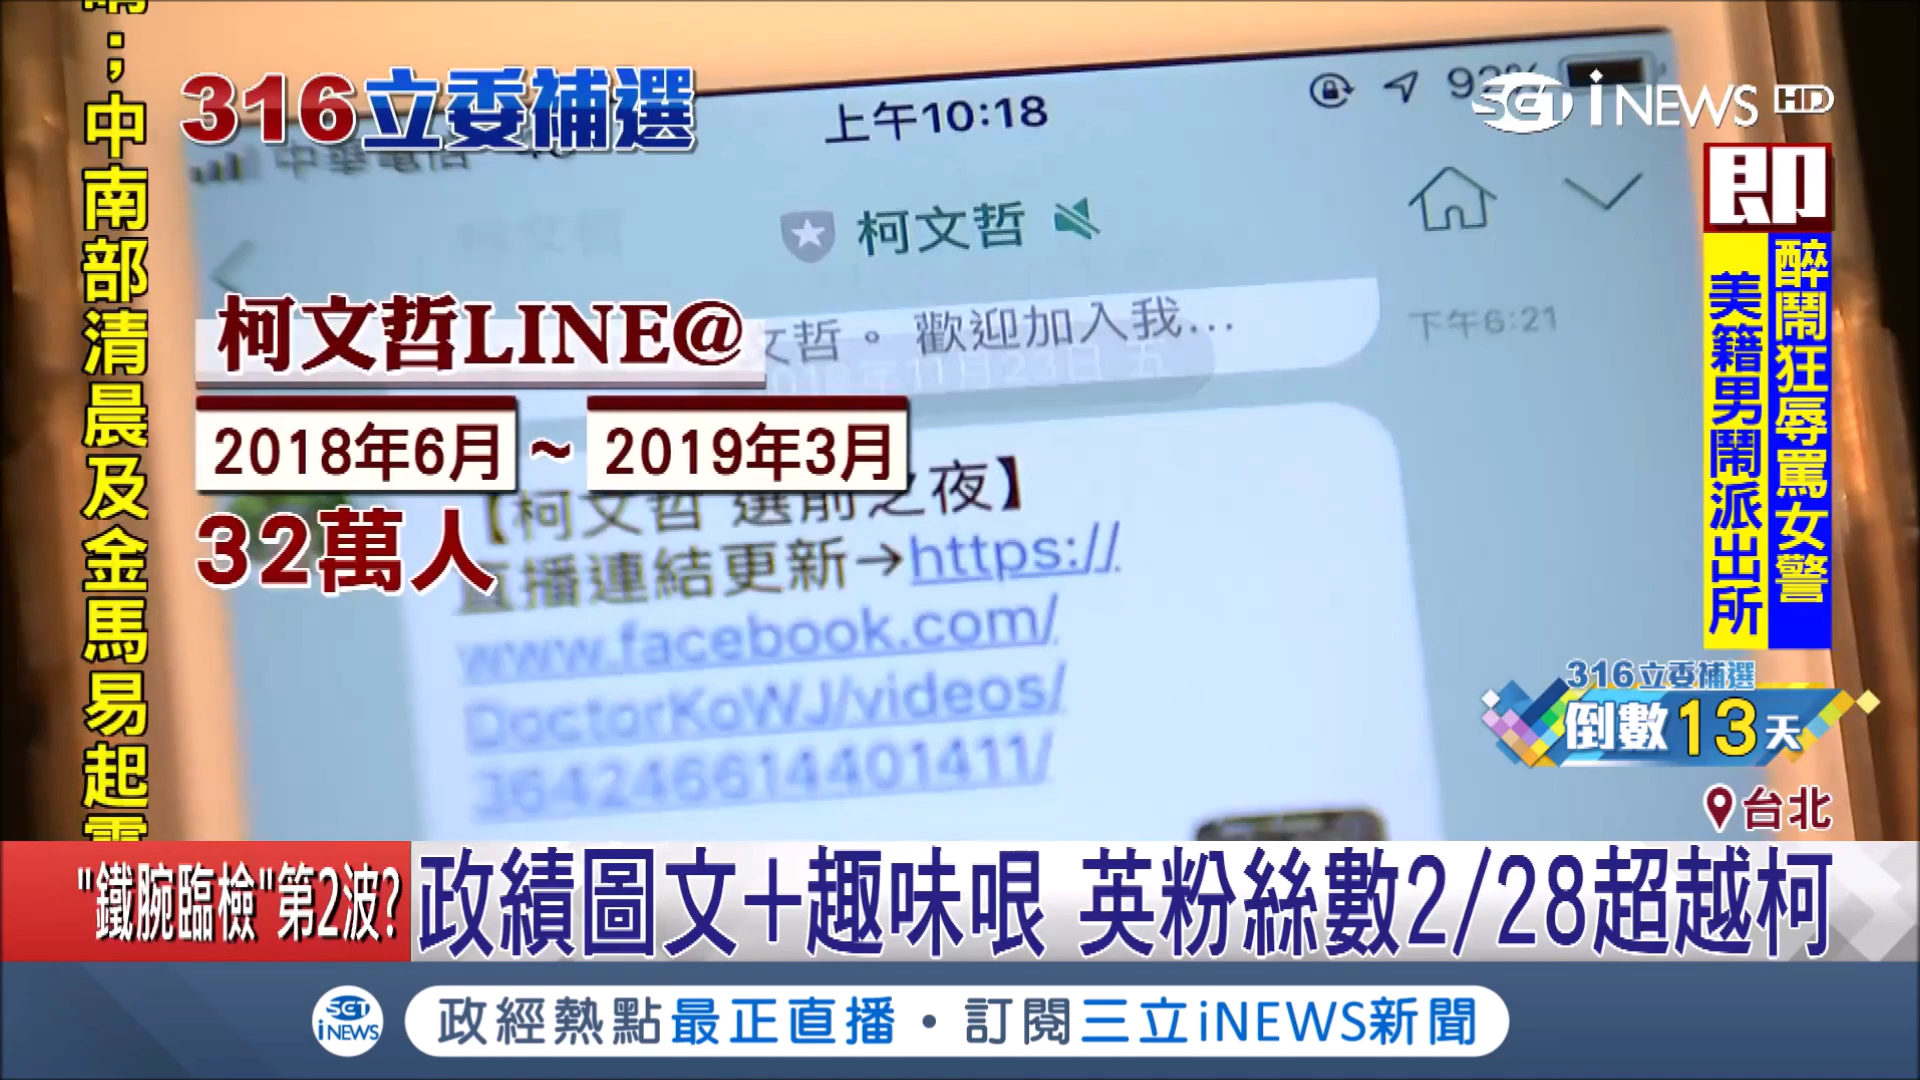 316立委補選
上午10:18
SET iNEWS HD
中華電信
柯文哲
文哲。歡迎加入我...
下午6:21
柯文哲LINE@
2018年6月 ~ 2019年3月
32萬人
【柯文哲 選前之夜】
直播連結更新→https://
www.facebook.com/
DoctorKoWJ/videos/
364246614401411/
；中南部清晨及金馬易起
即
醉鬧狂辱罵女警
美籍男鬧派出所
316立委補選
倒數13天
台北
"鐵腕臨檢"第2波?
政績圖文+趣味哏 英粉絲數2/28超越柯
SET iNEWS
政經熱點最正直播・訂閱三立iNEWS新聞